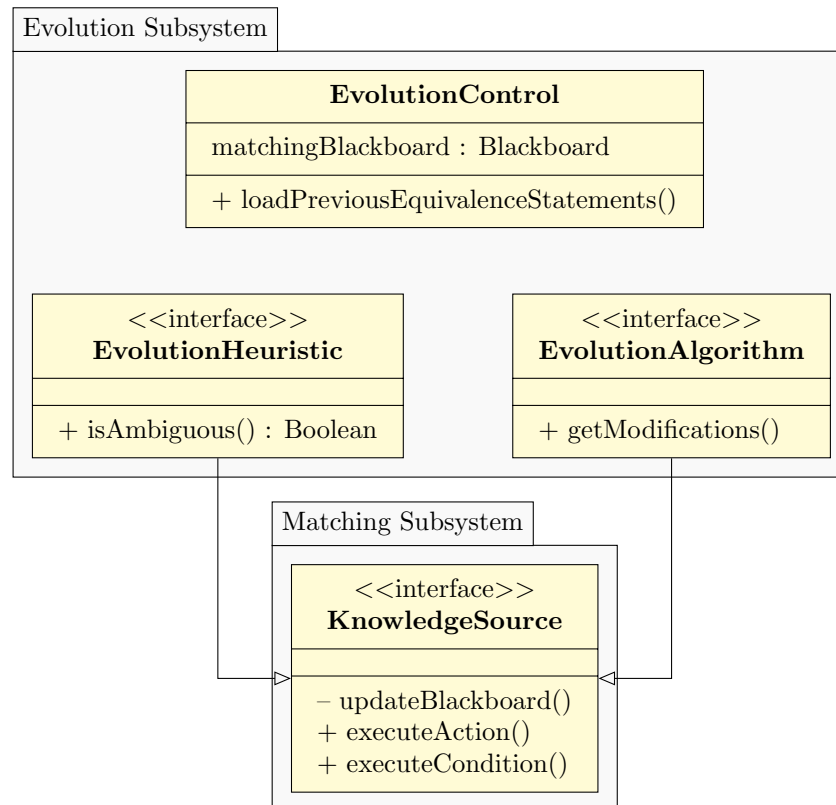 Evolution Subsystem
EvolutionControl
matchingBlackboard : Blackboard
+ loadPreviousEquivalenceStatements()
<<interface>>
EvolutionHeuristic
+ isAmbiguous() : Boolean
<<interface>>
EvolutionAlgorithm
+ getModifications()
Matching Subsystem
<<interface>>
KnowledgeSource
– updateBlackboard()
+ executeAction()
+ executeCondition()